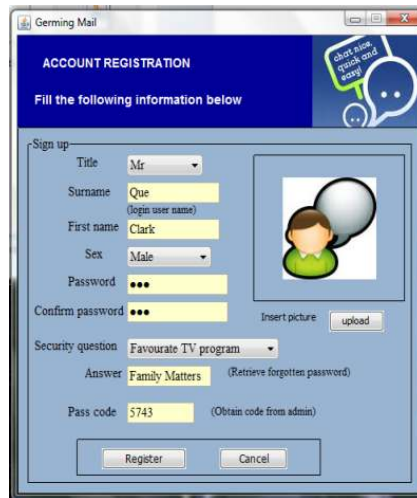 Germing Mail
ACCOUNT REGISTRATION
Fill the following information below
chat nice,
quick and
easy!
Sign up
Title Mr
Surname Que
(login user name)
First name Clark
Sex Male
Password ●●●
Confirm password ●●●
Insert picture upload
Security question Favourate TV program
Answer Family Matters (Retrieve forgotten password)
Pass code 5743 (Obtain code from admin)
Register Cancel